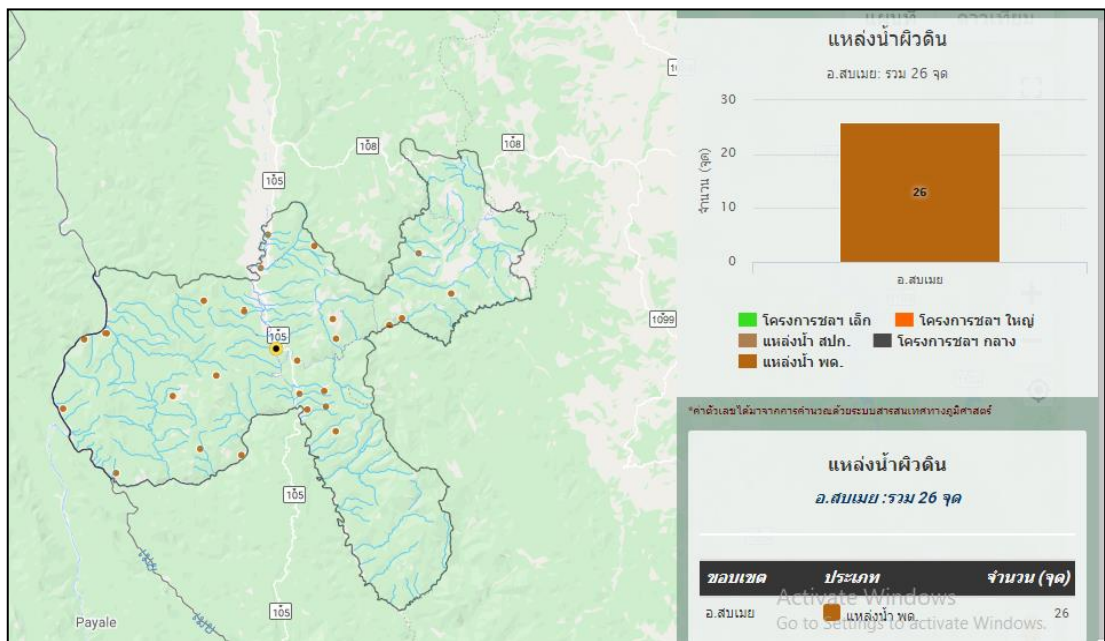 108
108
105
105
1099
105
105
Payale
แผนที่ ดาวเทียม
แหล่งน้ำผิวดิน
อ.สบเมย: รวม 26 จุด
จำนวน (จุด)
30
20
10
0
26
อ.สบเมย
โครงการชลฯ เล็ก โครงการชลฯ ใหญ่
แหล่งน้ำ สปก. โครงการชลฯ กลาง
แหล่งน้ำ พด.
*ค่าตัวเลขได้มาจากการคำนวณด้วยระบบสารสนเทศทางภูมิศาสตร์
แหล่งน้ำผิวดิน
อ.สบเมย :รวม 26 จุด
ขอบเขต ประเภท จำนวน (จุด)
อ.สบเมย แหล่งน้ำ พด. 26
Activate Windows
Go to Settings to activate Windows.